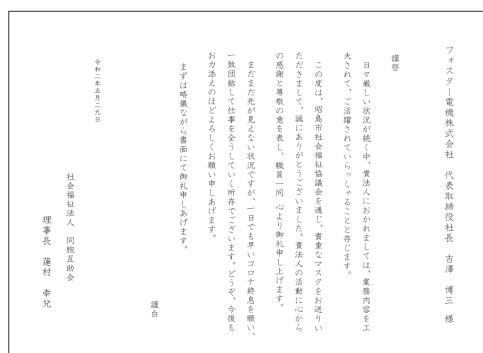 フォスター電機株式会社　代表取締役社長　吉澤　博三　様
謹啓
日々厳しい状況が続く中、貴法人におかれましては、業務内容を工
夫されて、ご活躍されていらっしゃることと存じます。
この度は、昭島市社会福祉協議会を通じ、貴重なマスクをお送りい
ただきまして、誠にありがとうございました。貴法人の活動に心から
の感謝と尊敬の意を表し、職員一同、心より御礼申し上げます。
まだまだ先が見えない状況ですが、一日でも早いコロナ終息を願い、
一致団結して仕事を全うしていく所存でございます。どうぞ、今後も
お力添えのほどよろしくお願い申しあげます。
まずは略儀ながら書面にて御礼申しあげます。
謹白
令和二年五月二九日
社会福祉法人　同胞互助会
理事長　蓮村　幸兌